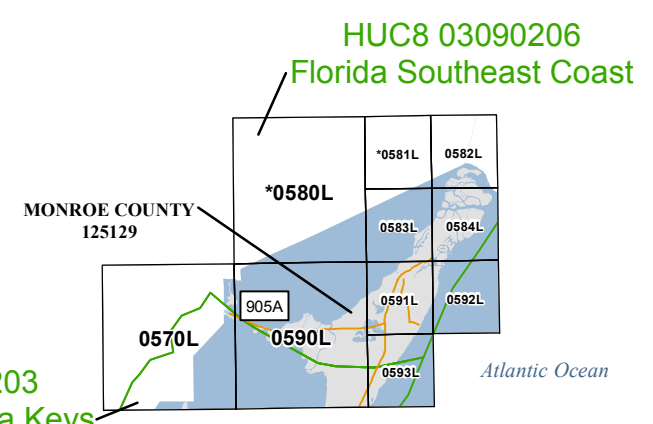 HUC8 03090206
Florida Southeast Coast
*0581L
0582L
*0580L
MONROE COUNTY
125129
0583L
0584L
905A
0591L
0592L
0570L
0590L
0593L
Atlantic Ocean
203
a Keys